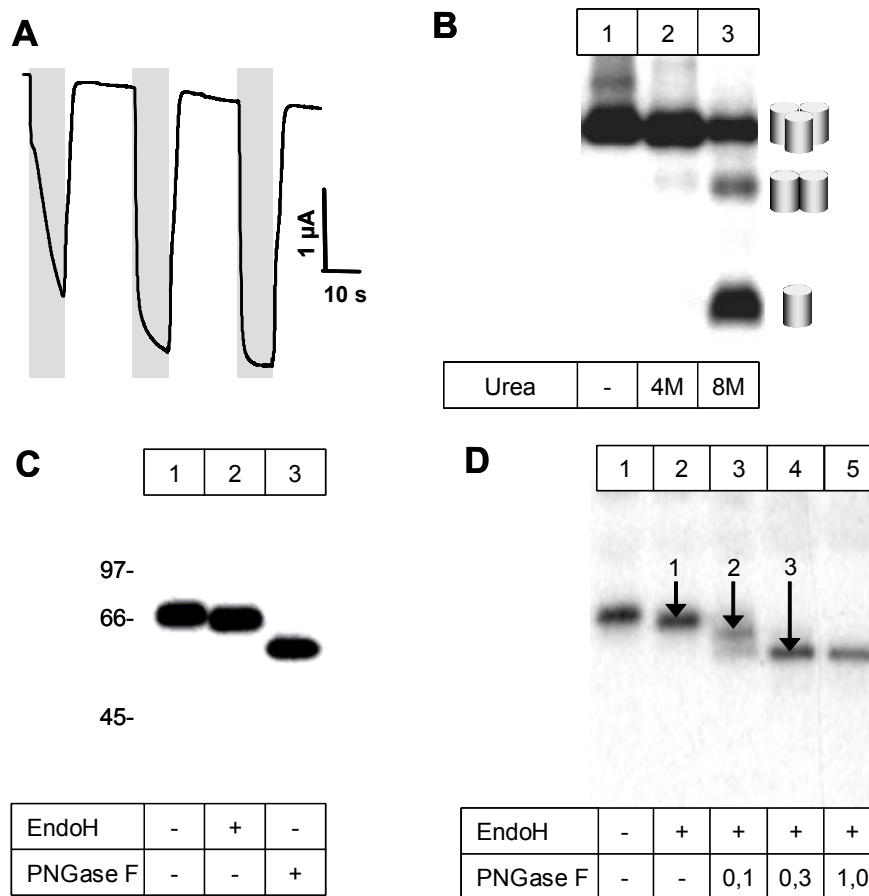 A
1 µA
10 s
B
1 2 3
Urea - 4M 8M
C
1 2 3
97-
66-
45-
EndoH - + -
PNGase F - - +
D
1 2 3 4 5
1 2 3
EndoH - + + + +
PNGase F - - 0,1 0,3 1,0